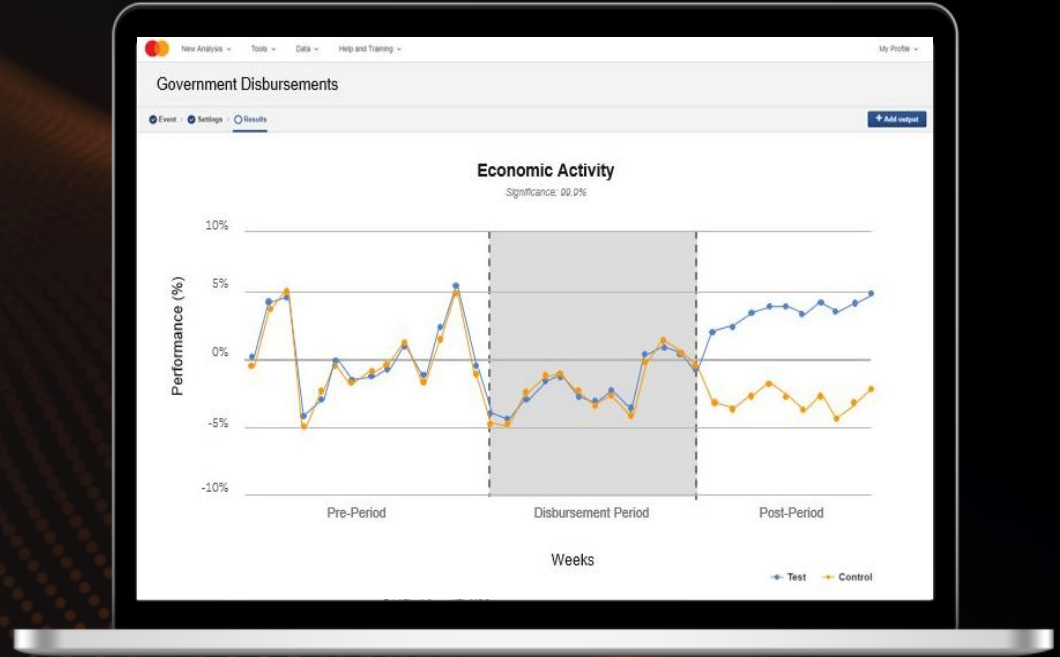 New Analysis Tools Data Help and Training My Profile
Government Disbursements
Event Settings Results + Add output
Economic Activity
Significance: 99.9%
10%
5%
0%
-5%
-10%
Performance (%)
Pre-Period Disbursement Period Post-Period
Weeks
Test Control